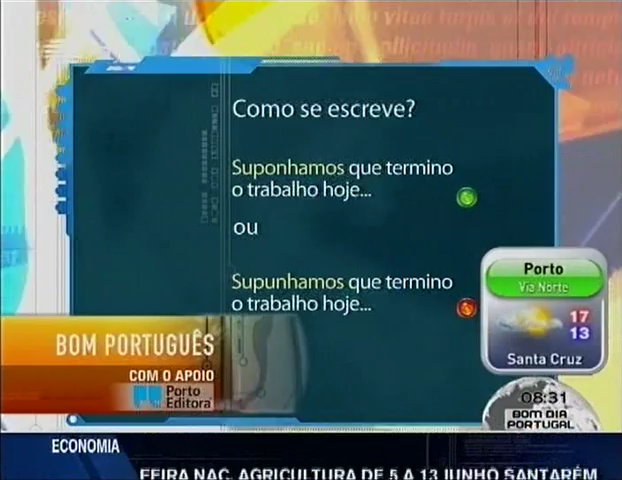 Como se escreve?
Suponhamos que termino
o trabalho hoje...
ou
Supunhamos que termino
o trabalho hoje...
Porto
Via Norte
17
13
Santa Cruz
BOM PORTUGUÊS
COM O APOIO
Porto
Editora
08:31
BOM DIA
PORTUGAL
ECONOMIA
FEIRA NAC. AGRICULTURA DE 5 A 13 JUNHO SANTARÉM